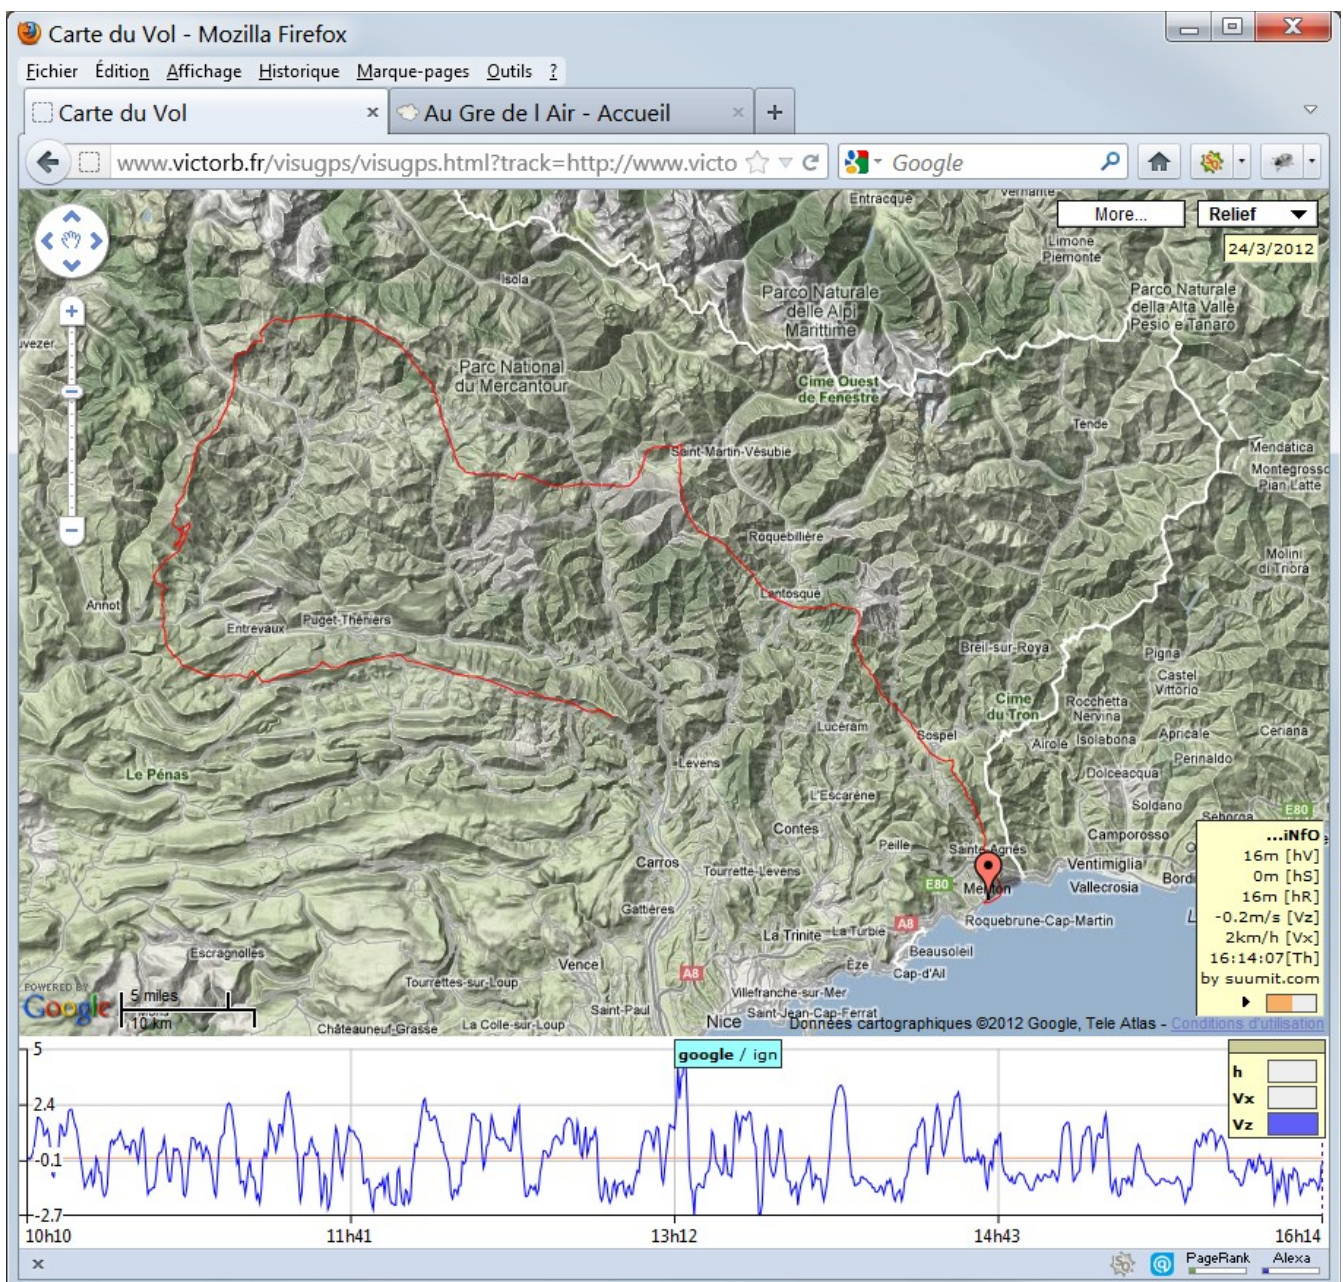 Carte du Vol - Mozilla Firefox
Fichier Édition Affichage Historique Marque-pages Outils ?
Carte du Vol × Au Gre de l Air - Accueil × +
www.victorb.fr/visugps/visugps.html?track=http://www.victo Google
Entracque
Vernante
More... Relief
24/3/2012
Limone
Piemonte
Isola
Parco Naturale
delle Alpi
Marittime
Parco Naturale
della Alta Valle
Pesio e Tanaro
Parc National
du Mercantour
Cime Ouest
de Fenestre
Tende
Saint-Martin-Vésubie
Mendatica
Montegrosso
Pian Latte
Roquebillière
Molini
di Triora
Lantosque
Annot
Entrevaux
Puget-Théniers
Breil-sur-Roya
Pigna
Castel
Vittorio
Cime
du Tron
Rocchetta
Nervina
Lucéram
Sospel
Airole
Isolabona
Apricale
Ceriana
Perinaldo
Le Pénas
Levens
Dolceacqua
L'Escarène
Soldano
Seborga
E80
Contes
Peille
Camporosso
Carros
Tourrette-Levens
Sainte-Agnès
Ventimiglia
E80
Menton
Vallecrosia
Bordi
Gattières
Roquebrune-Cap-Martin
La Trinite
La Turbie
A8
Beausoleil
Escragnolles
Vence
A8
Èze
Cap-d'Ail
Tourrettes-sur-Loup
Villefranche-sur-Mer
Saint-Paul
Saint-Jean-Cap-Ferrat
Nice
Châteauneuf-Grasse
La Colle-sur-Loup
...iNfO
16m [hV]
0m [hS]
16m [hR]
-0.2m/s [Vz]
2km/h [Vx]
16:14:07[Th]
by suumit.com
POWERED BY
Google
5 miles
10 km
Données cartographiques ©2012 Google, Tele Atlas - Conditions d'utilisation
google / ign
5
2.4
-0.1
-2.7
h
Vx
Vz
10h10 11h41 13h12 14h43 16h14
× PageRank Alexa